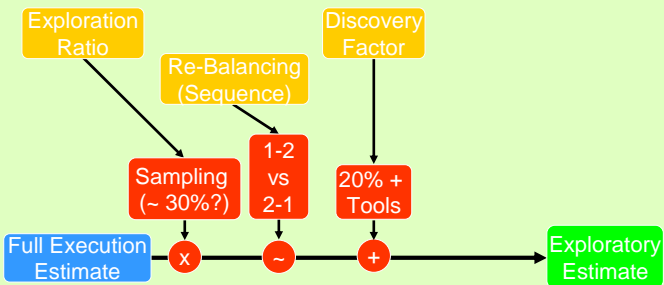 Exploration
Ratio
Discovery
Factor
Re-Balancing
(Sequence)
1-2
vs
2-1
Sampling
(~ 30%?)
20% +
Tools
Full Execution
Estimate
x
~
+
Exploratory
Estimate